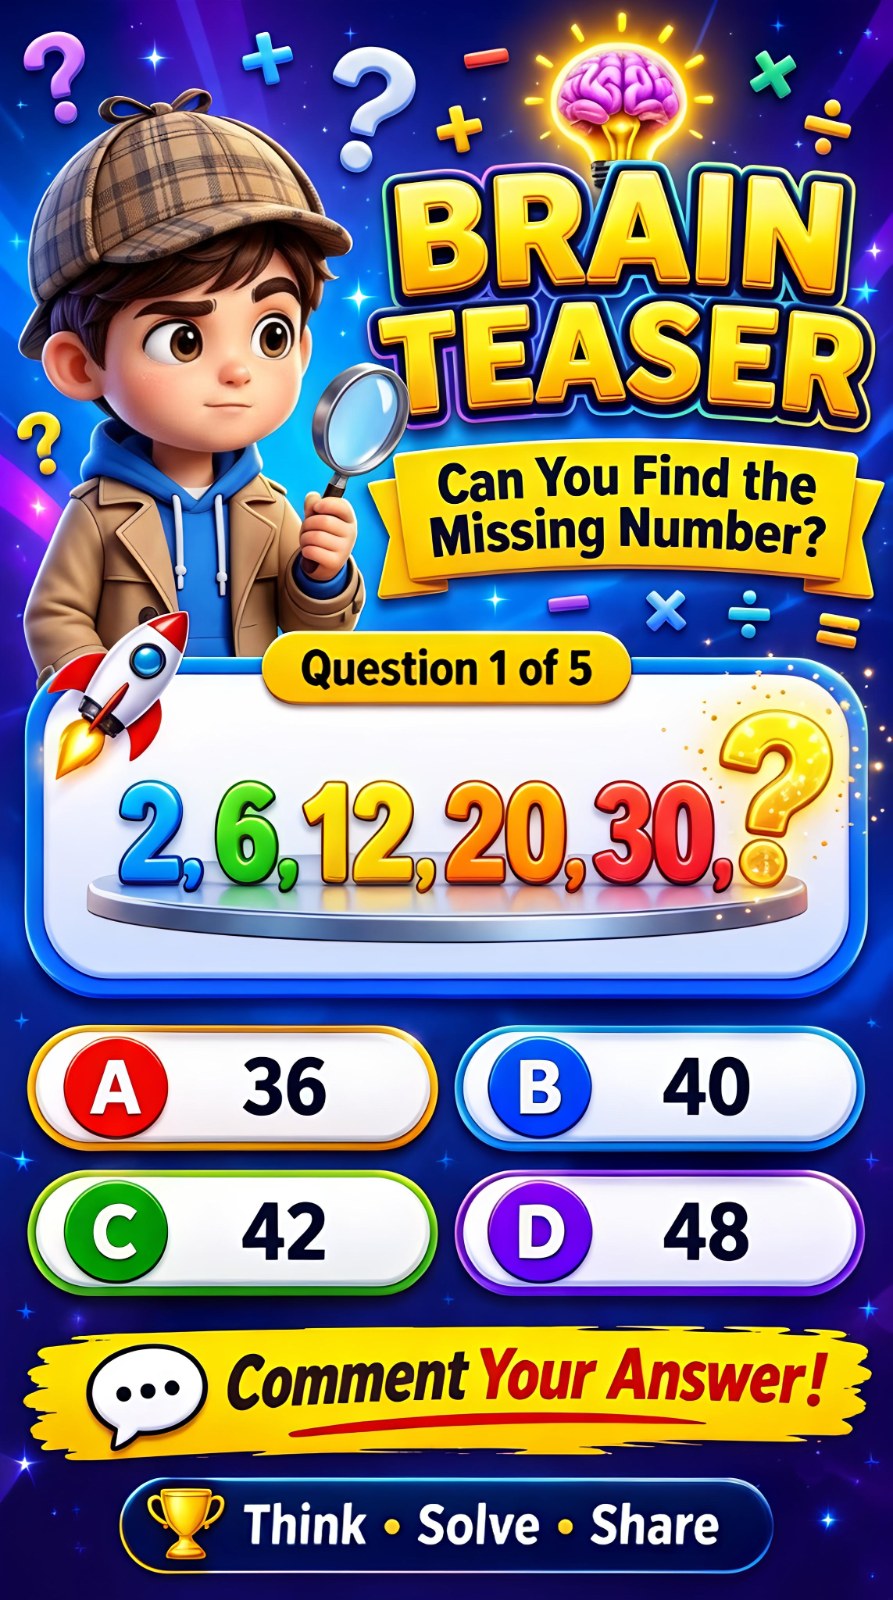 BRAIN
TEASER
Can You Find the
Missing Number?
Question 1 of 5
2, 6, 12, 20, 30, ?
A 36
B 40
C 42
D 48
Comment Your Answer!
Think • Solve • Share